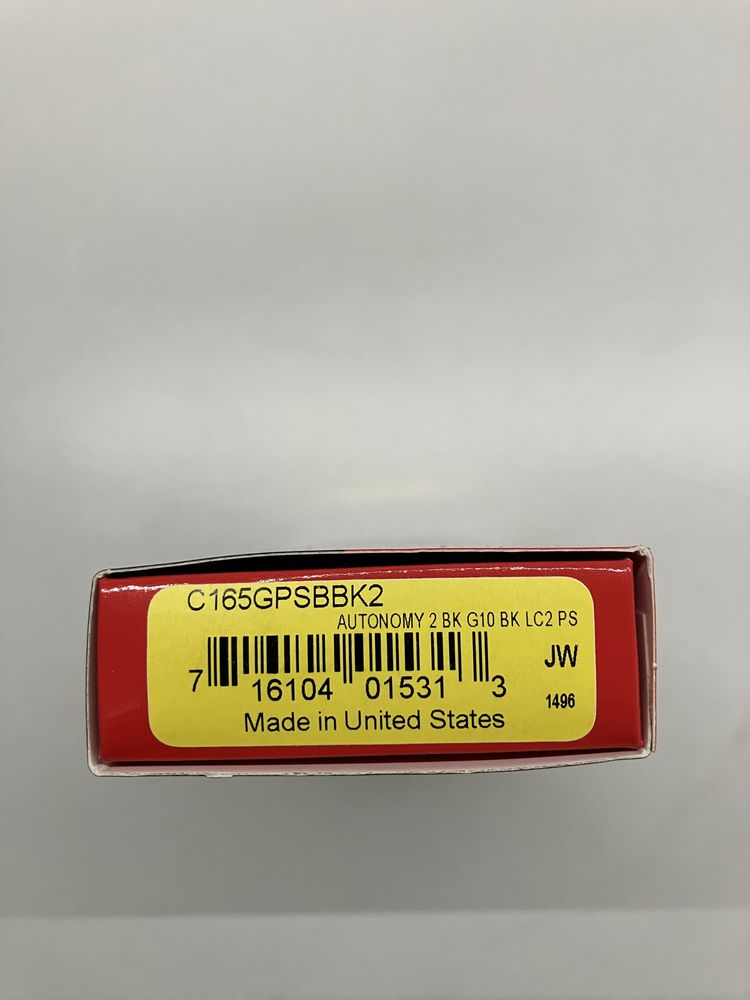 C165GPSBBK2
AUTONOMY 2 BK G10 BK LC2 PS
JW
7 16104 01531 3
1496
Made in United States